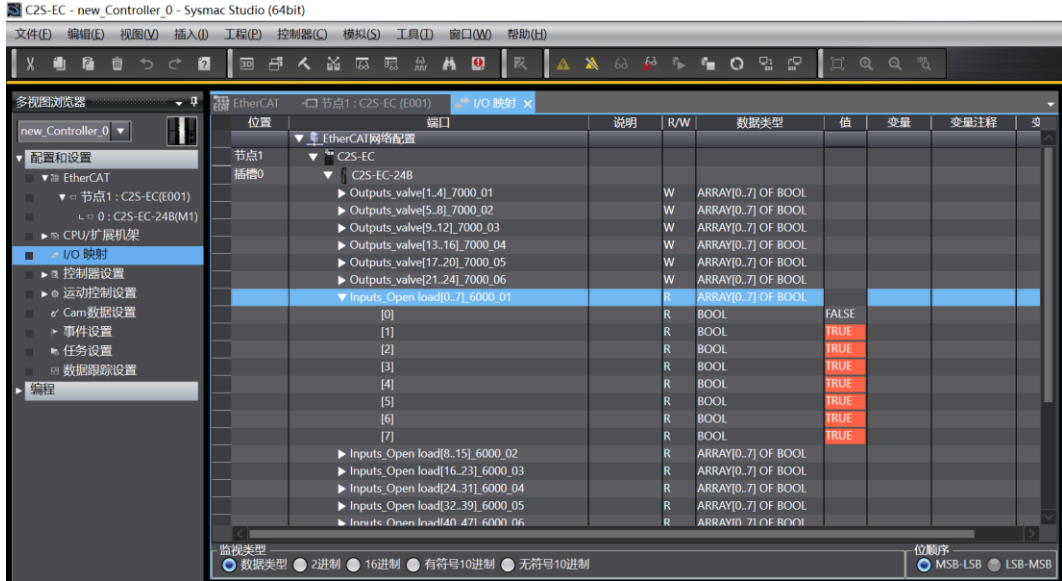 C2S-EC - new_Controller_0 - Sysmac Studio (64bit)
文件(F) 编辑(E) 视图(V) 插入(I) 工程(P) 控制器(C) 模拟(S) 工具(T) 窗口(W) 帮助(H)
多视图浏览器
new_Controller_0
配置和设置
EtherCAT
节点1 : C2S-EC(E001)
0 : C2S-EC-24B(M1)
CPU/扩展机架
I/O 映射
控制器设置
运动控制设置
Cam数据设置
事件设置
任务设置
数据跟踪设置
编程
EtherCAT 节点1 : C2S-EC (E001) I/O 映射
位置 端口 说明 R/W 数据类型 值 变量 变量注释
EtherCAT网络配置
节点1 C2S-EC
插槽0 C2S-EC-24B
Outputs_valve[1..4]_7000_01 W ARRAY[0..7] OF BOOL
Outputs_valve[5..8]_7000_02 W ARRAY[0..7] OF BOOL
Outputs_valve[9..12]_7000_03 W ARRAY[0..7] OF BOOL
Outputs_valve[13..16]_7000_04 W ARRAY[0..7] OF BOOL
Outputs_valve[17..20]_7000_05 W ARRAY[0..7] OF BOOL
Outputs_valve[21..24]_7000_06 W ARRAY[0..7] OF BOOL
Inputs_Open load[0..7]_6000_01 R ARRAY[0..7] OF BOOL
[0] R BOOL FALSE
[1] R BOOL TRUE
[2] R BOOL TRUE
[3] R BOOL TRUE
[4] R BOOL TRUE
[5] R BOOL TRUE
[6] R BOOL TRUE
[7] R BOOL TRUE
Inputs_Open load[8..15]_6000_02 R ARRAY[0..7] OF BOOL
Inputs_Open load[16..23]_6000_03 R ARRAY[0..7] OF BOOL
Inputs_Open load[24..31]_6000_04 R ARRAY[0..7] OF BOOL
Inputs_Open load[32..39]_6000_05 R ARRAY[0..7] OF BOOL
Inputs_Open load[40..47]_6000_06 R ARRAY[0..7] OF BOOL
监视类型 位顺序
数据类型 2进制 16进制 有符号10进制 无符号10进制 MSB-LSB LSB-MSB